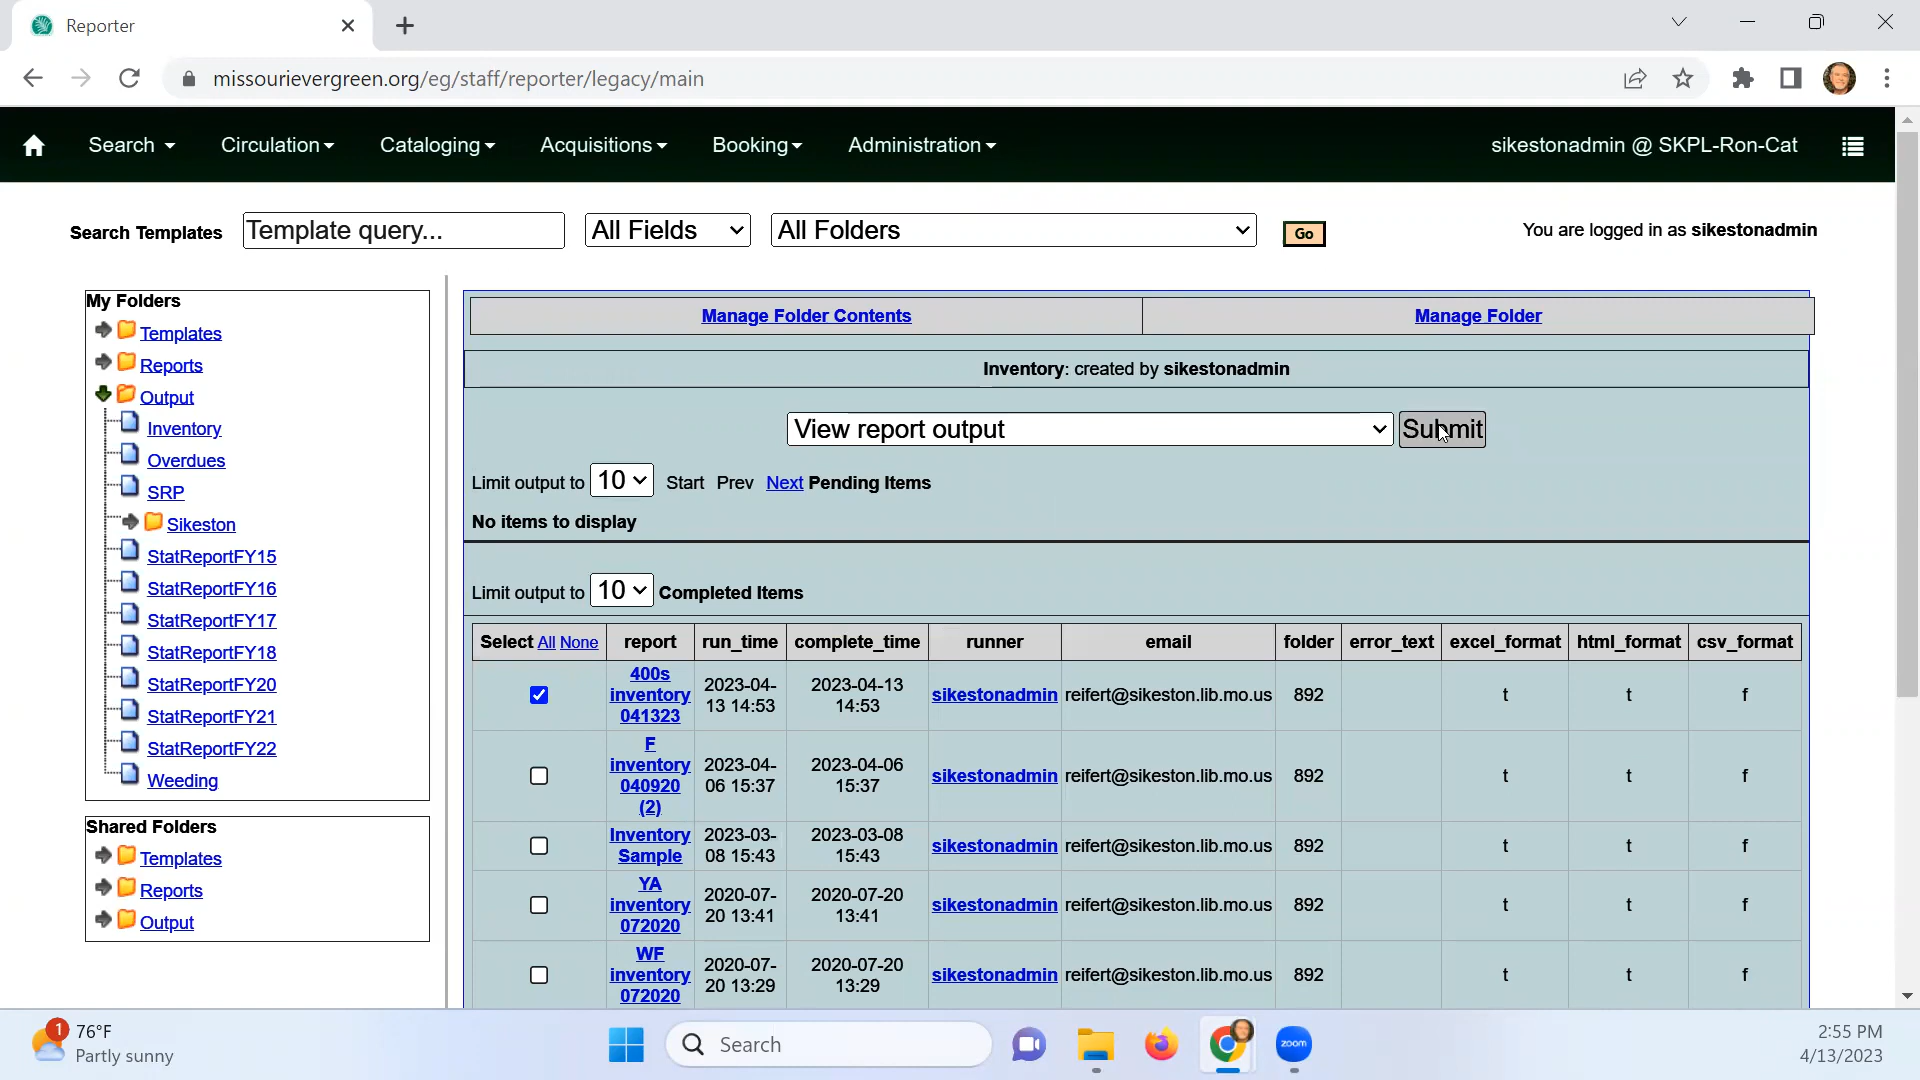 Reporter
missourievergreen.org/eg/staff/reporter/legacy/main
Search Circulation Cataloging Acquisitions Booking Administration sikestonadmin @ SKPL-Ron-Cat
Search Templates Template query... All Fields All Folders Go You are logged in as sikestonadmin
My Folders
Templates
Reports
Output
Inventory
Overdues
SRP
Sikeston
StatReportFY15
StatReportFY16
StatReportFY17
StatReportFY18
StatReportFY20
StatReportFY21
StatReportFY22
Weeding
Shared Folders
Templates
Reports
Output
Manage Folder Contents Manage Folder
Inventory: created by sikestonadmin
View report output Submit
Limit output to 10 Start Prev Next Pending Items
No items to display
Limit output to 10 Completed Items
Select All None report run_time complete_time runner email folder error_text excel_format html_format csv_format
400s inventory 041323 2023-04-13 14:53 2023-04-13 14:53 sikestonadmin reifert@sikeston.lib.mo.us 892 t t f
F inventory 040920 (2) 2023-04-06 15:37 2023-04-06 15:37 sikestonadmin reifert@sikeston.lib.mo.us 892 t t f
Inventory Sample 2023-03-08 15:43 2023-03-08 15:43 sikestonadmin reifert@sikeston.lib.mo.us 892 t t f
YA inventory 072020 2020-07-20 13:41 2020-07-20 13:41 sikestonadmin reifert@sikeston.lib.mo.us 892 t t f
WF inventory 072020 2020-07-20 13:29 2020-07-20 13:29 sikestonadmin reifert@sikeston.lib.mo.us 892 t t f
1
76°F
Partly sunny
Search
zoom
2:55 PM
4/13/2023